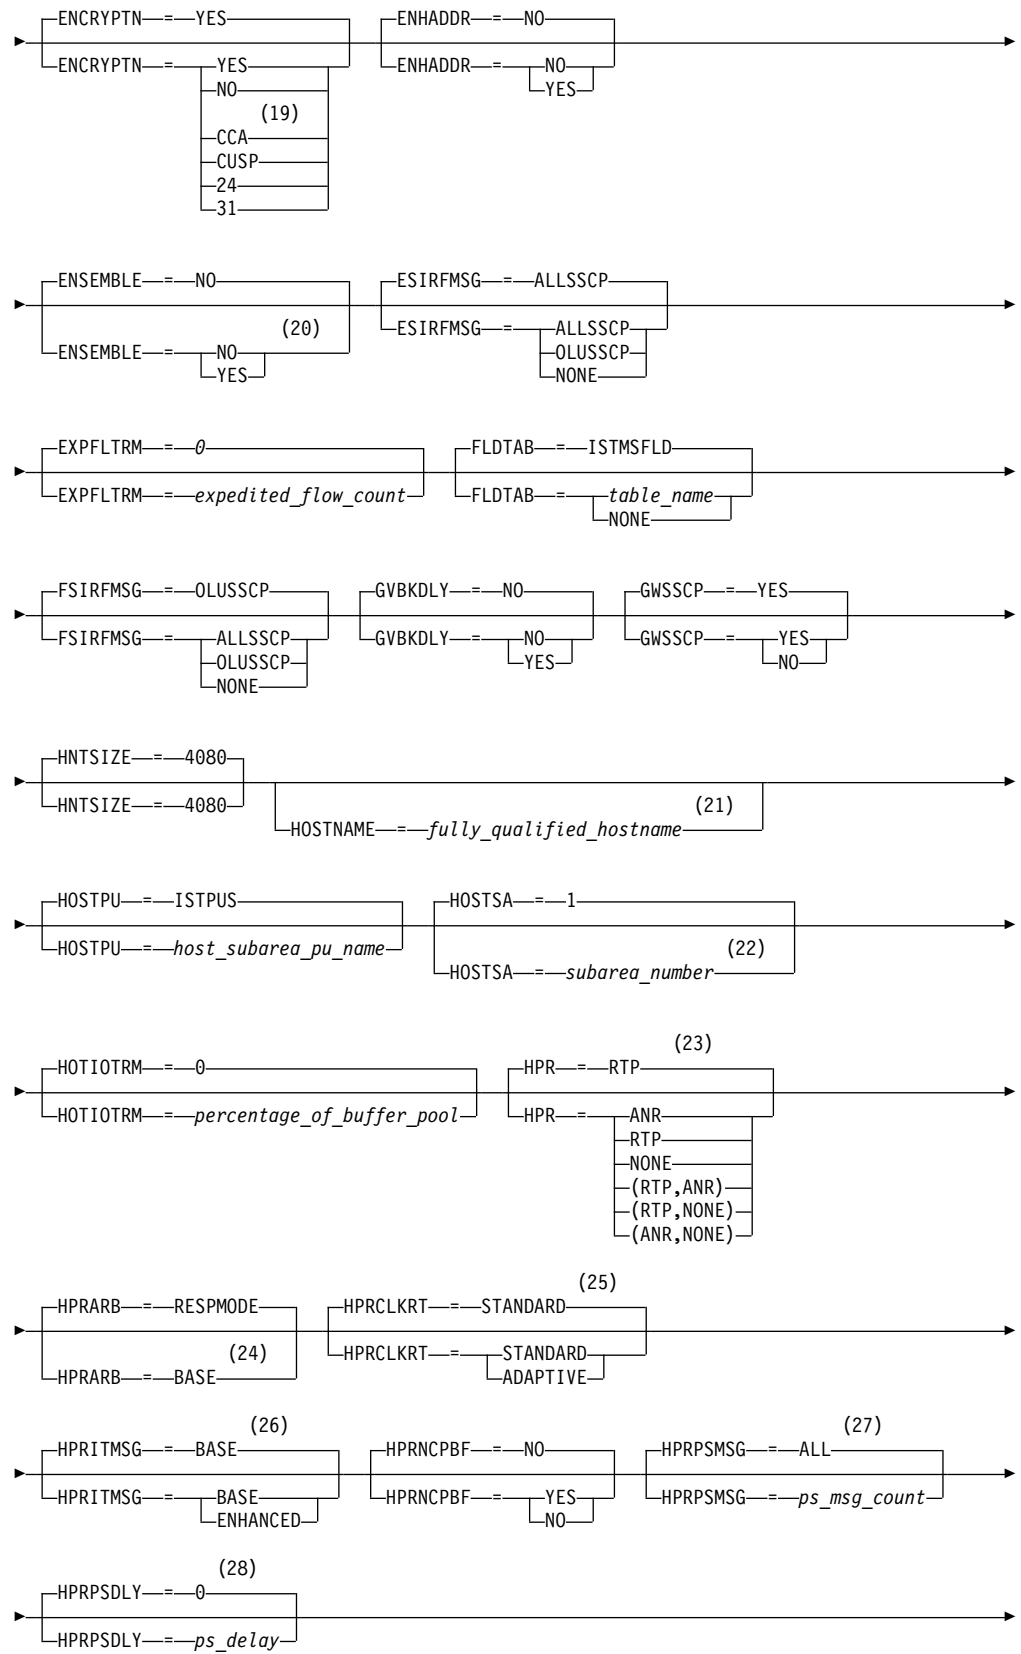 ENCRYPTN = YES ENHADDR = NO
ENCRYPTN = YES ENHADDR = NO
NO YES
(19)
CCA
CUSP
24
31
ENSEMBLE = NO ESIRFMSG = ALLSSCP
(20)
ENSEMBLE = NO ESIRFMSG = ALLSSCP
YES OLUSSCP
NONE
EXPFLTRM = 0 FLDTAB = ISTMSFLD
EXPFLTRM = expedited_flow_count FLDTAB = table_name
NONE
FSIRFMSG = OLUSSCP GVBKDLY = NO GWSSCP = YES
FSIRFMSG = ALLSSCP GVBKDLY = NO GWSSCP = YES
OLUSSCP YES NO
NONE
HNTSIZE = 4080
HNTSIZE = 4080
(21)
HOSTNAME = fully_qualified_hostname
HOSTPU = ISTPUS HOSTSA = 1
HOSTPU = host_subarea_pu_name (22)
HOSTSA = subarea_number
(23)
HOTIOTRM = 0 HPR = RTP
HOTIOTRM = percentage_of_buffer_pool HPR = ANR
RTP
NONE
(RTP,ANR)
(RTP,NONE)
(ANR,NONE)
(25)
HPRARB = RESPMODE HPRCLKRT = STANDARD
(24) HPRCLKRT = STANDARD
HPRARB = BASE ADAPTIVE
(26) (27)
HPRITMSG = BASE HPRNCPBF = NO HPRPSMSG = ALL
HPRITMSG = BASE HPRNCPBF = YES HPRPSMSG = ps_msg_count
ENHANCED NO
(28)
HPRPSDLY = 0
HPRPSDLY = ps_delay